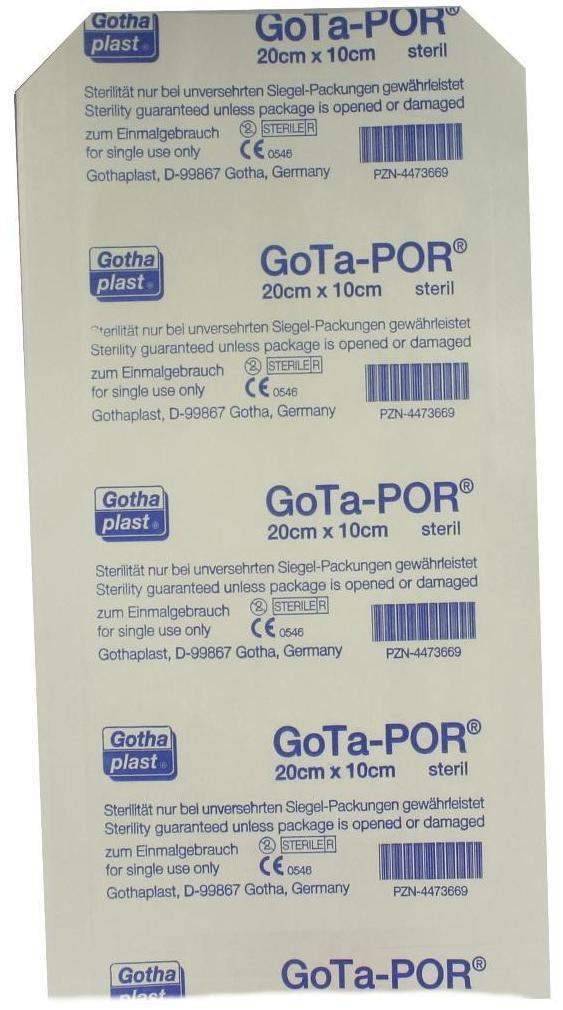 Gotha GoTa-POR®
plast 20cm x 10cm steril
Sterilität nur bei unversehrten Siegel-Packungen gewährleistet
Sterility guaranteed unless package is opened or damaged
zum Einmalgebrauch 2 STERILE R
for single use only CE 0546
Gothaplast, D-99867 Gotha, Germany PZN-4473669
Gotha GoTa-POR®
plast® 20cm x 10cm steril
Sterilität nur bei unversehrten Siegel-Packungen gewährleistet
Sterility guaranteed unless package is opened or damaged
zum Einmalgebrauch 2 STERILE R
for single use only CE 0546
Gothaplast, D-99867 Gotha, Germany PZN-4473669
Gotha GoTa-POR®
plast® 20cm x 10cm steril
Sterilität nur bei unversehrten Siegel-Packungen gewährleistet
Sterility guaranteed unless package is opened or damaged
zum Einmalgebrauch 2 STERILE R
for single use only CE 0546
Gothaplast, D-99867 Gotha, Germany PZN-4473669
Gotha GoTa-POR®
plast® 20cm x 10cm steril
Sterilität nur bei unversehrten Siegel-Packungen gewährleistet
Sterility guaranteed unless package is opened or damaged
zum Einmalgebrauch 2 STERILE R
for single use only CE 0546
Gothaplast, D-99867 Gotha, Germany PZN-4473669
Gotha GoTa-POR®
plast